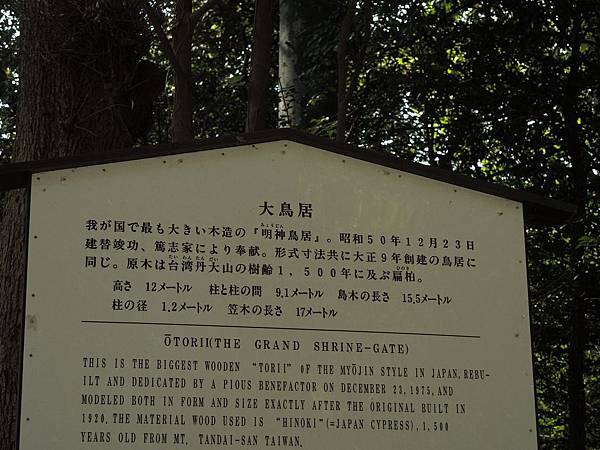 大鳥居
我が国で最も大きい木造の『明神鳥居』。昭和50年12月23日
建替竣功、篤志家により奉献。形式寸法共に大正9年創建の鳥居に
同じ。原木は台湾丹大山の樹齢1,500年に及ぶ扁柏。
高さ 12メートル 柱と柱の間 9,1メートル 島木の長さ 15,5メートル
柱の径 1,2メートル 笠木の長さ 17メートル
ŌTORII(THE GRAND SHRINE-GATE)
THIS IS THE BIGGEST WOODEN “TORII” OF THE MYŌJIN STYLE IN JAPAN, REBU-
ILT AND DEDICATED BY A PIOUS BENEFACTOR ON DECEMBER 23, 1975, AND
MODELED BOTH IN FORM AND SIZE EXACTLY AFTER THE ORIGINAL BUILT IN
1920, THE MATERIAL WOOD USED IS “HINOKI”(=JAPAN CYPRESS), 1,500
YEARS OLD FROM MT, TANDAI-SAN TAIWAN.